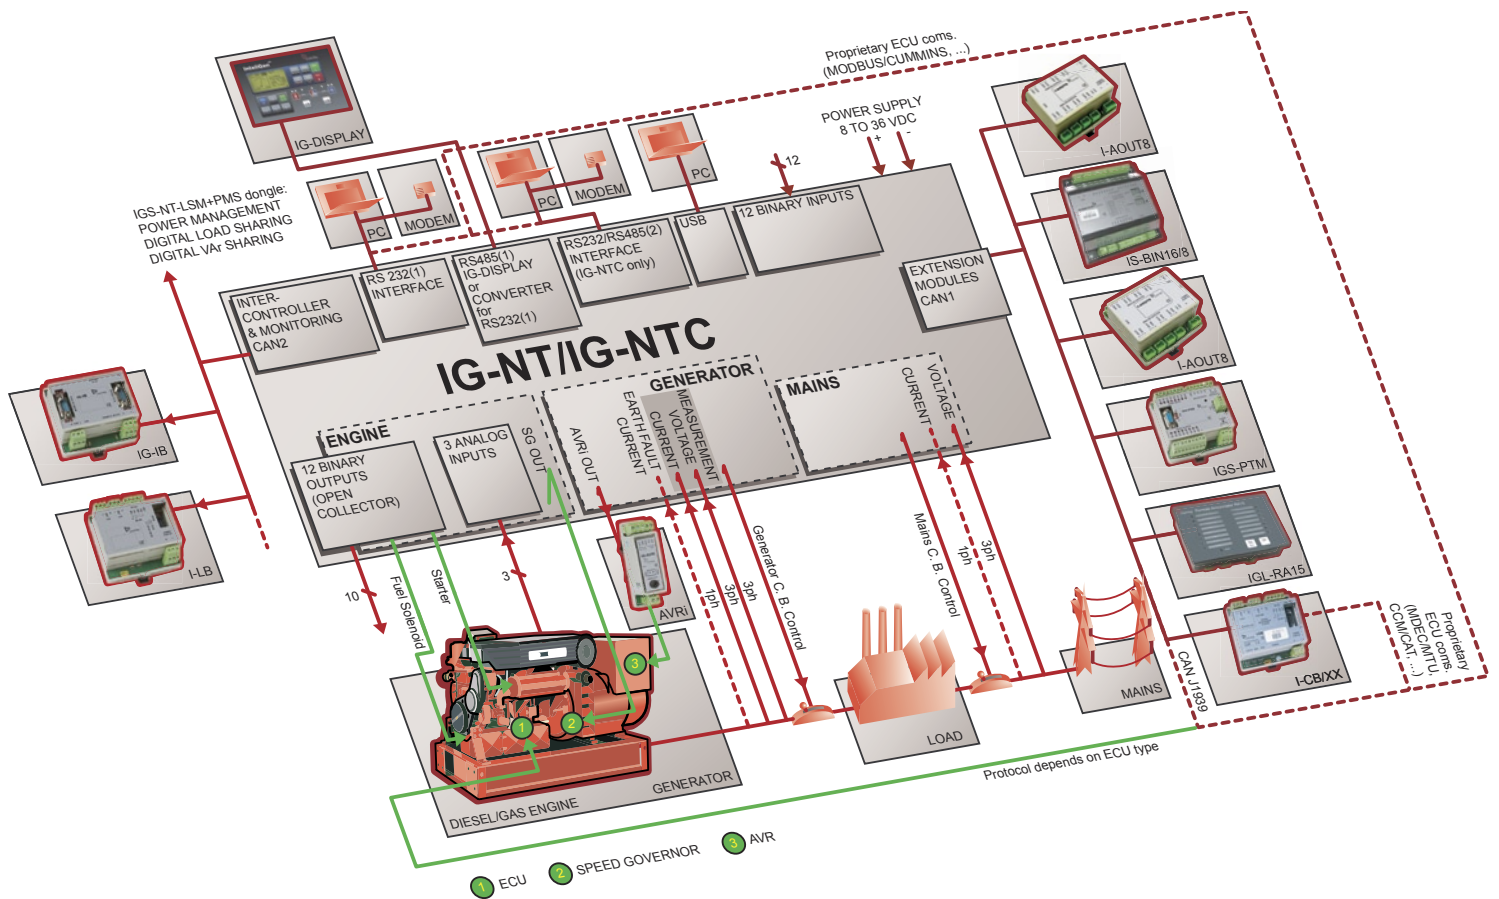 Proprietary ECU coms.
(MODBUS/CUMMINS, ...)
IG-DISPLAY
POWER SUPPLY
8 TO 36 VDC
+ -
PC
MODEM
PC
MODEM
PC
12
I-AOUT8
IGS-NT-LSM+PMS dongle:
POWER MANAGEMENT
DIGITAL LOAD SHARING
DIGITAL VAr SHARING
INTER-
CONTROLLER
& MONITORING
CAN2
RS 232(1)
INTERFACE
RS485(1)
IG-DISPLAY
or
CONVERTER
for
RS232(1)
RS232/RS485(2)
INTERFACE
(IG-NTC only)
USB
12 BINARY INPUTS
EXTENSION
MODULES
CAN1
IS-BIN16/8
I-AOUT8
IGS-PTM
IGL-RA15
I-CB/XX
IG-NT/IG-NTC
IG-IB
I-LB
ENGINE
12 BINARY
OUTPUTS
(OPEN
COLLECTOR)
3 ANALOG
INPUTS
SG OUT
GENERATOR
AVRi OUT
EARTH FAULT
CURRENT
MEASUREMENT
VOLTAGE
CURRENT
MAINS
CURRENT
VOLTAGE
10
Fuel Solenoid
Starter
3
AVRi
1ph
3ph
3ph
Generator C. B. Control
Mains C. B. Control
1ph
3ph
CAN J1939
Proprietary
ECU coms.
(MDEC/MTU,
CCM/CAT, ...)
MAINS
LOAD
1
2
3
GENERATOR
DIESEL/GAS ENGINE
Protocol depends on ECU type
1 ECU
2 SPEED GOVERNOR
3 AVR